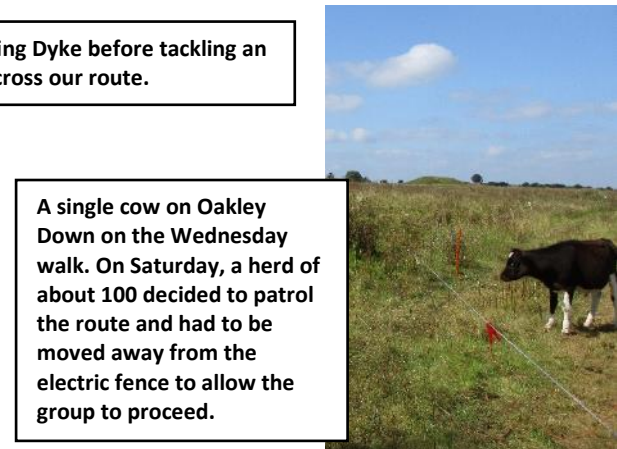 ing Dyke before tackling an
cross our route.
A single cow on Oakley
Down on the Wednesday
walk. On Saturday, a herd of
about 100 decided to patrol
the route and had to be
moved away from the
electric fence to allow the
group to proceed.